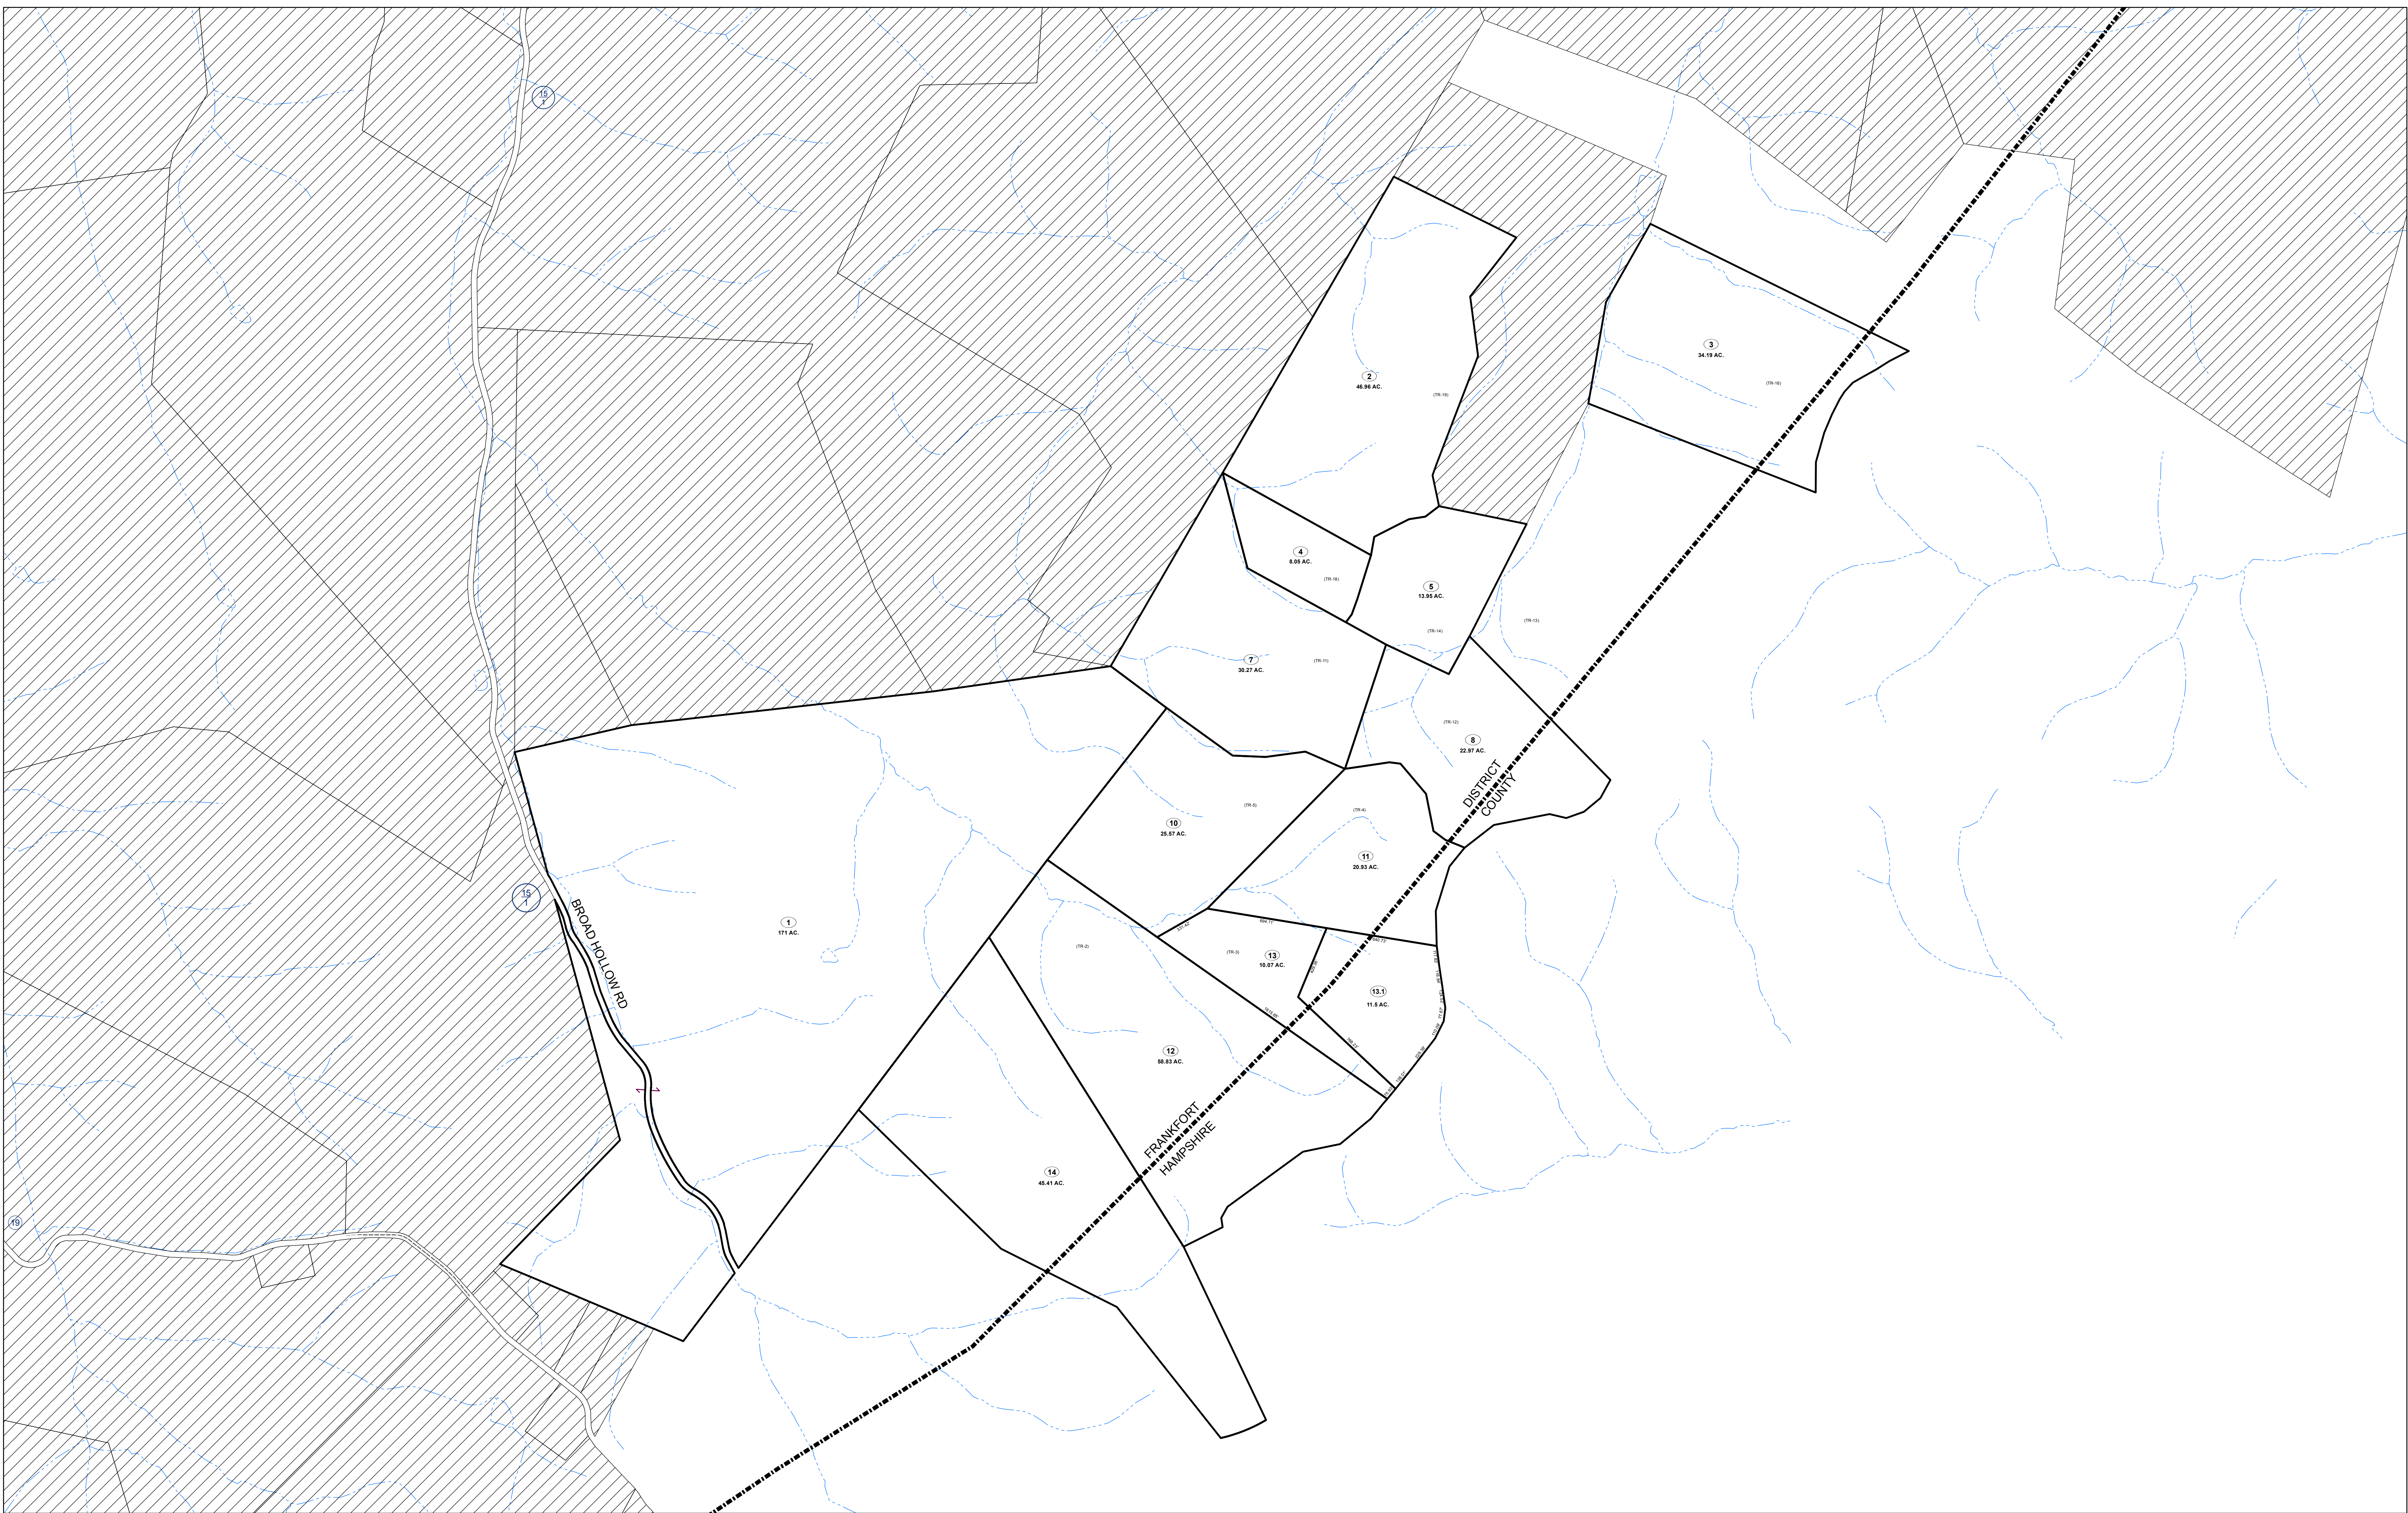 15
1
3
34.19 AC.
(TR-16)
2
46.96 AC.
(TR-19)
4
8.05 AC.
(TR-18)
5
13.95 AC.
(TR-14)
(TR-13)
7
30.27 AC.
(TR-11)
(TR-12)
8
22.97 AC.
DISTRICT
COUNTY
(TR-5)
10
25.57 AC.
(TR-4)
11
20.93 AC.
15
1
BROAD HOLLOW RD
1
171 AC.
(TR-2)
(TR-3)
13
10.07 AC.
13.1
11.5 AC.
12
58.83 AC.
FRANKFORT
HAMPSHIRE
14
45.41 AC.
19